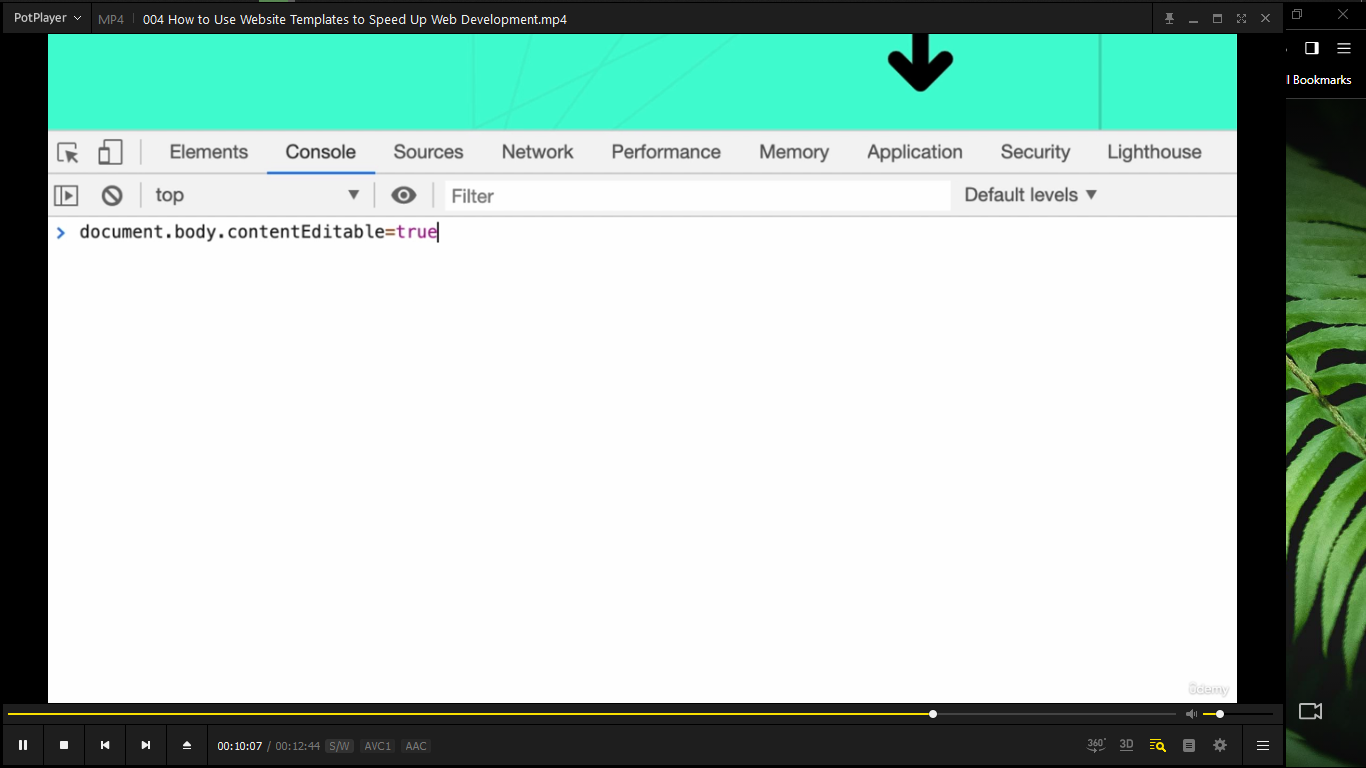 PotPlayer MP4 004 How to Use Website Templates to Speed Up Web Development.mp4
Bookmarks
Elements Console Sources Network Performance Memory Application Security Lighthouse
top Filter Default levels
document.body.contentEditable=true
ûdemy
00:10:07 / 00:12:44 S/W AVC1 AAC 360° 3D